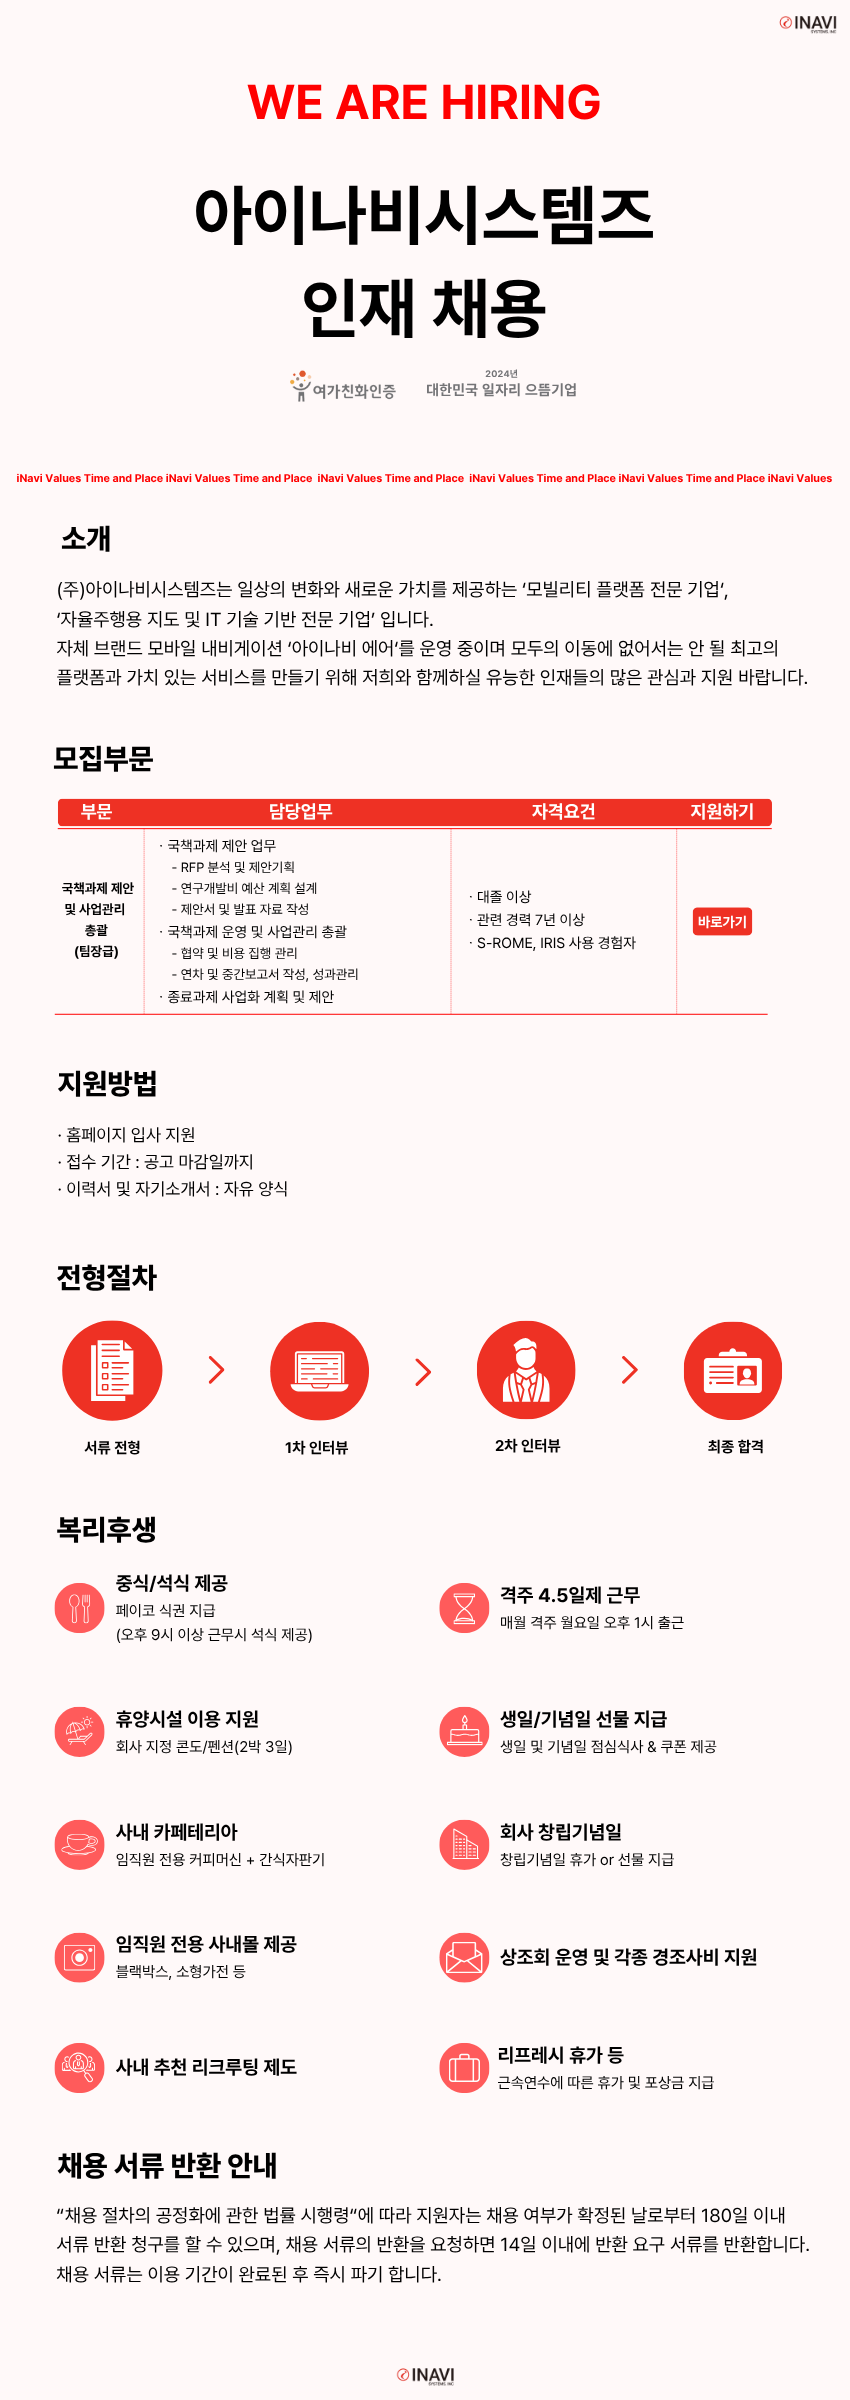 INAVI
SYSTEMS INC
WE ARE HIRING
아이나비시스템즈
인재 채용
여가친화인증
2024년
대한민국 일자리 으뜸기업
iNavi Values Time and Place iNavi Values Time and Place iNavi Values Time and Place iNavi Values Time and Place iNavi Values Time and Place iNavi Values
소개
(주)아이나비시스템즈는 일상의 변화와 새로운 가치를 제공하는 ‘모빌리티 플랫폼 전문 기업‘,
‘자율주행용 지도 및 IT 기술 기반 전문 기업’ 입니다.
자체 브랜드 모바일 내비게이션 ‘아이나비 에어‘를 운영 중이며 모두의 이동에 없어서는 안 될 최고의
플랫폼과 가치 있는 서비스를 만들기 위해 저희와 함께하실 유능한 인재들의 많은 관심과 지원 바랍니다.
모집부문
부문 담당업무 자격요건 지원하기
국책과제 제안
및 사업관리
총괄
(팀장급)
· 국책과제 제안 업무
- RFP 분석 및 제안기획
- 연구개발비 예산 계획 설계
- 제안서 및 발표 자료 작성
· 국책과제 운영 및 사업관리 총괄
- 협약 및 비용 집행 관리
- 연차 및 중간보고서 작성, 성과관리
· 종료과제 사업화 계획 및 제안
· 대졸 이상
· 관련 경력 7년 이상
· S-ROME, IRIS 사용 경험자
바로가기
지원방법
· 홈페이지 입사 지원
· 접수 기간 : 공고 마감일까지
· 이력서 및 자기소개서 : 자유 양식
전형절차
서류 전형
1차 인터뷰
2차 인터뷰
최종 합격
복리후생
중식/석식 제공
페이코 식권 지급
(오후 9시 이상 근무시 석식 제공)
격주 4.5일제 근무
매월 격주 월요일 오후 1시 출근
휴양시설 이용 지원
회사 지정 콘도/펜션(2박 3일)
생일/기념일 선물 지급
생일 및 기념일 점심식사 & 쿠폰 제공
사내 카페테리아
임직원 전용 커피머신 + 간식자판기
회사 창립기념일
창립기념일 휴가 or 선물 지급
임직원 전용 사내몰 제공
블랙박스, 소형가전 등
상조회 운영 및 각종 경조사비 지원
사내 추천 리크루팅 제도
리프레시 휴가 등
근속연수에 따른 휴가 및 포상금 지급
채용 서류 반환 안내
“채용 절차의 공정화에 관한 법률 시행령“에 따라 지원자는 채용 여부가 확정된 날로부터 180일 이내
서류 반환 청구를 할 수 있으며, 채용 서류의 반환을 요청하면 14일 이내에 반환 요구 서류를 반환합니다.
채용 서류는 이용 기간이 완료된 후 즉시 파기 합니다.
INAVI
SYSTEMS INC